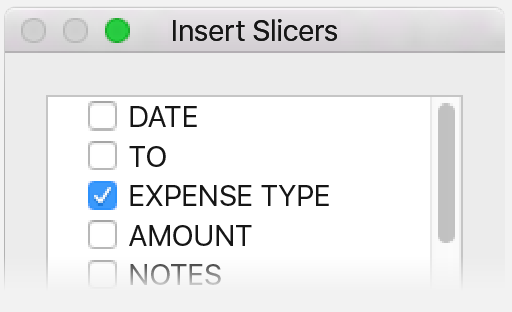 Insert Slicers
DATE
TO
EXPENSE TYPE
AMOUNT
NOTES